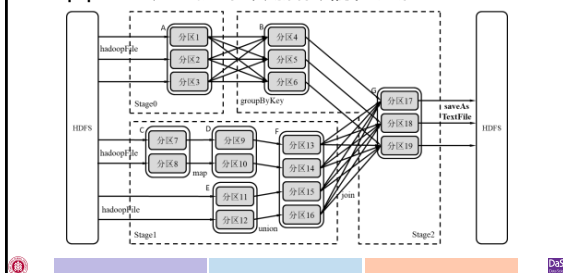 HDFS
hadoopFile
A
分区1
分区2
分区3
Stage0
B
分区4
分区5
分区6
groupByKey
hadoopFile
C
分区7
分区8
map
D
分区9
分区10
hadoopFile
E
分区11
分区12
union
F
分区13
分区14
分区15
分区16
join
Stage1
G
分区17
分区18
分区19
Stage2
saveAs
TextFile
HDFS
DaS